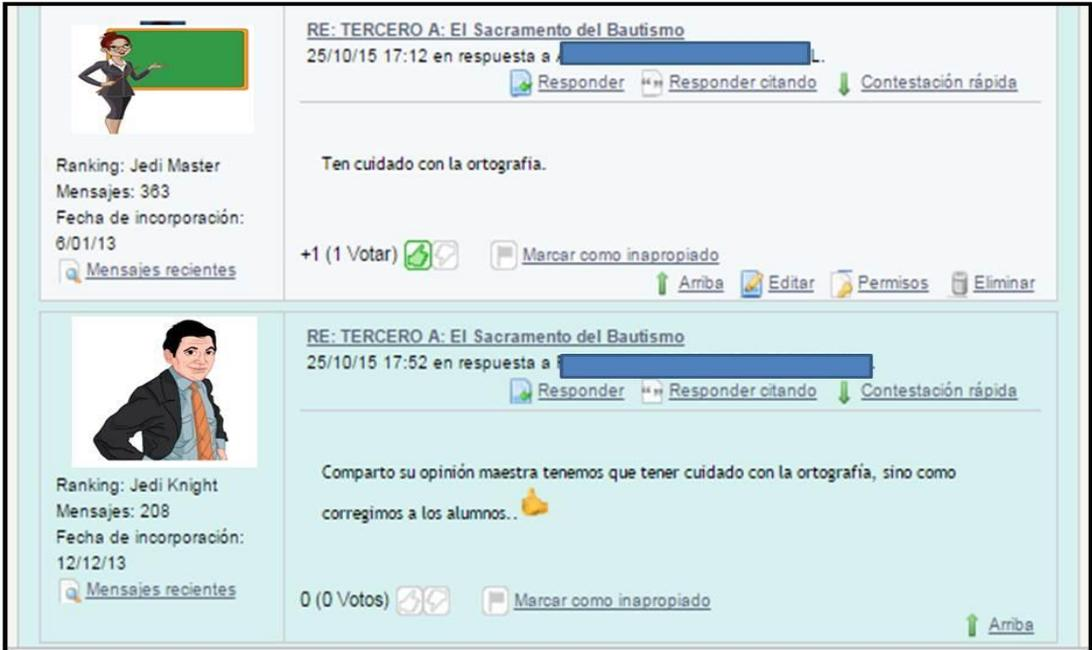 RE: TERCERO A: El Sacramento del Bautismo
25/10/15 17:12 en respuesta a
L.
Responder Responder citando Contestación rápida
Ten cuidado con la ortografia.
Ranking: Jedi Master
Mensajes: 363
Fecha de incorporación:
6/01/13
Mensajes recientes
+1 (1 Votar) Marcar como inapropiado
Arriba Editar Permisos Eliminar
RE: TERCERO A: El Sacramento del Bautismo
25/10/15 17:52 en respuesta a
Responder Responder citando Contestación rápida
Comparto su opinión maestra tenemos que tener cuidado con la ortografía, sino como
corregimos a los alumnos..
Ranking: Jedi Knight
Mensajes: 208
Fecha de incorporación:
12/12/13
Mensajes recientes
0 (0 Votos) Marcar como inapropiado
Arriba